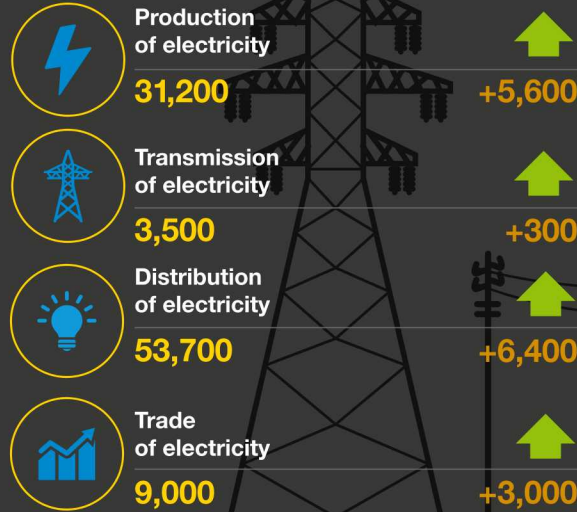 Production
of electricity
31,200
+5,600
Transmission
of electricity
3,500
+300
Distribution
of electricity
53,700
+6,400
Trade
of electricity
9,000
+3,000